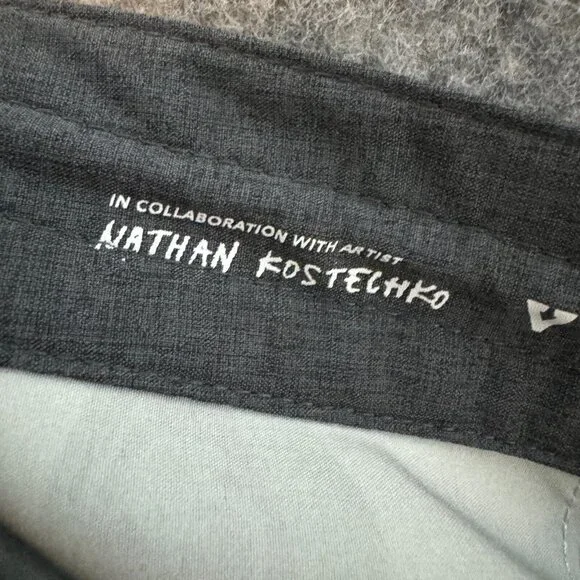 IN COLLABORATION WITH ARTIST
NATHAN KOSTECHKO